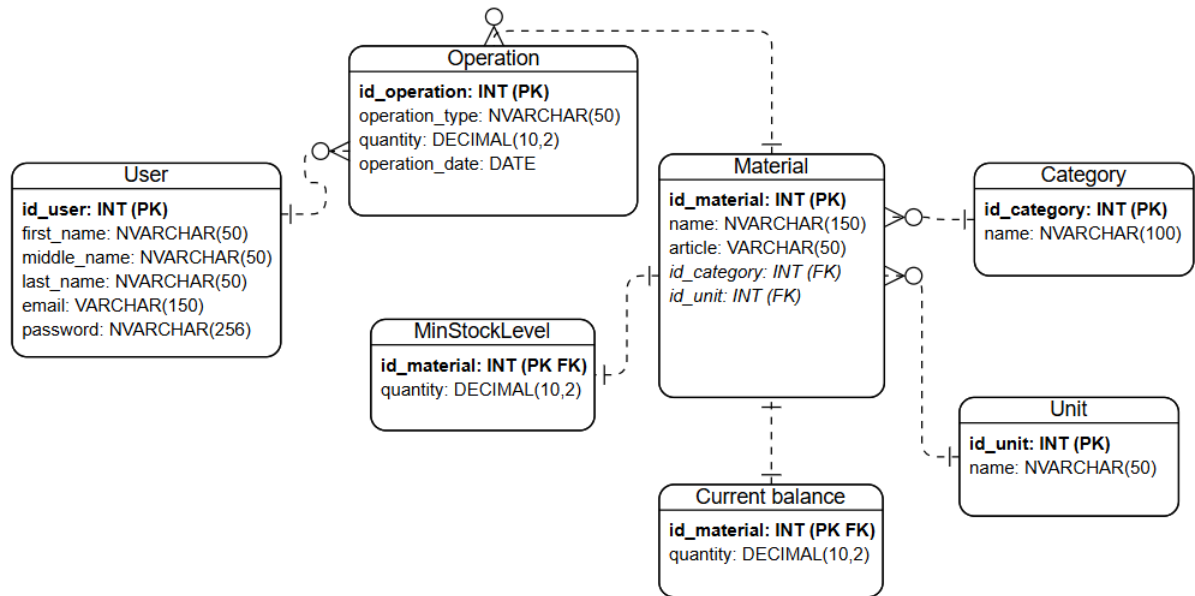 Operation
id_operation: INT (PK)
operation_type: NVARCHAR(50)
quantity: DECIMAL(10,2)
operation_date: DATE
User
id_user: INT (PK)
first_name: NVARCHAR(50)
middle_name: NVARCHAR(50)
last_name: NVARCHAR(50)
email: VARCHAR(150)
password: NVARCHAR(256)
Material
id_material: INT (PK)
name: NVARCHAR(150)
article: VARCHAR(50)
id_category: INT (FK)
id_unit: INT (FK)
Category
id_category: INT (PK)
name: NVARCHAR(100)
MinStockLevel
id_material: INT (PK FK)
quantity: DECIMAL(10,2)
Unit
id_unit: INT (PK)
name: NVARCHAR(50)
Current balance
id_material: INT (PK FK)
quantity: DECIMAL(10,2)